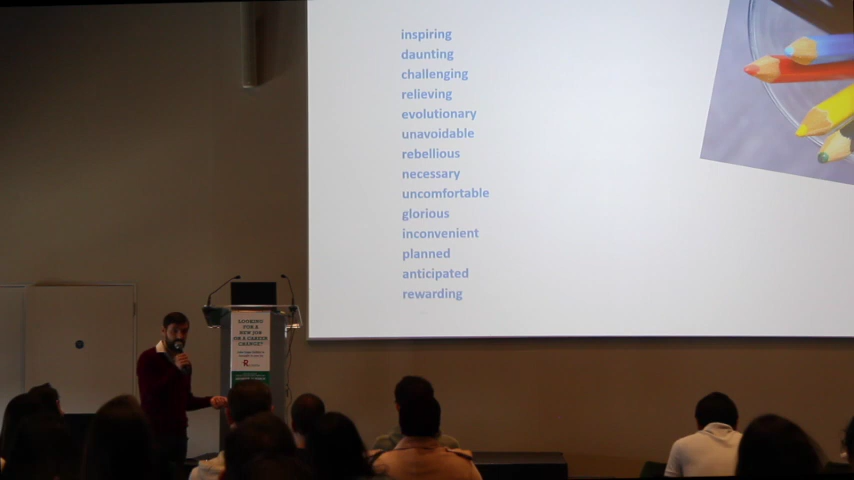 inspiring
daunting
challenging
relieving
evolutionary
unavoidable
rebellious
necessary
uncomfortable
glorious
inconvenient
planned
anticipated
rewarding
LOOKING
FOR A
NEW JOB
OR A CAREER
CHANGE?